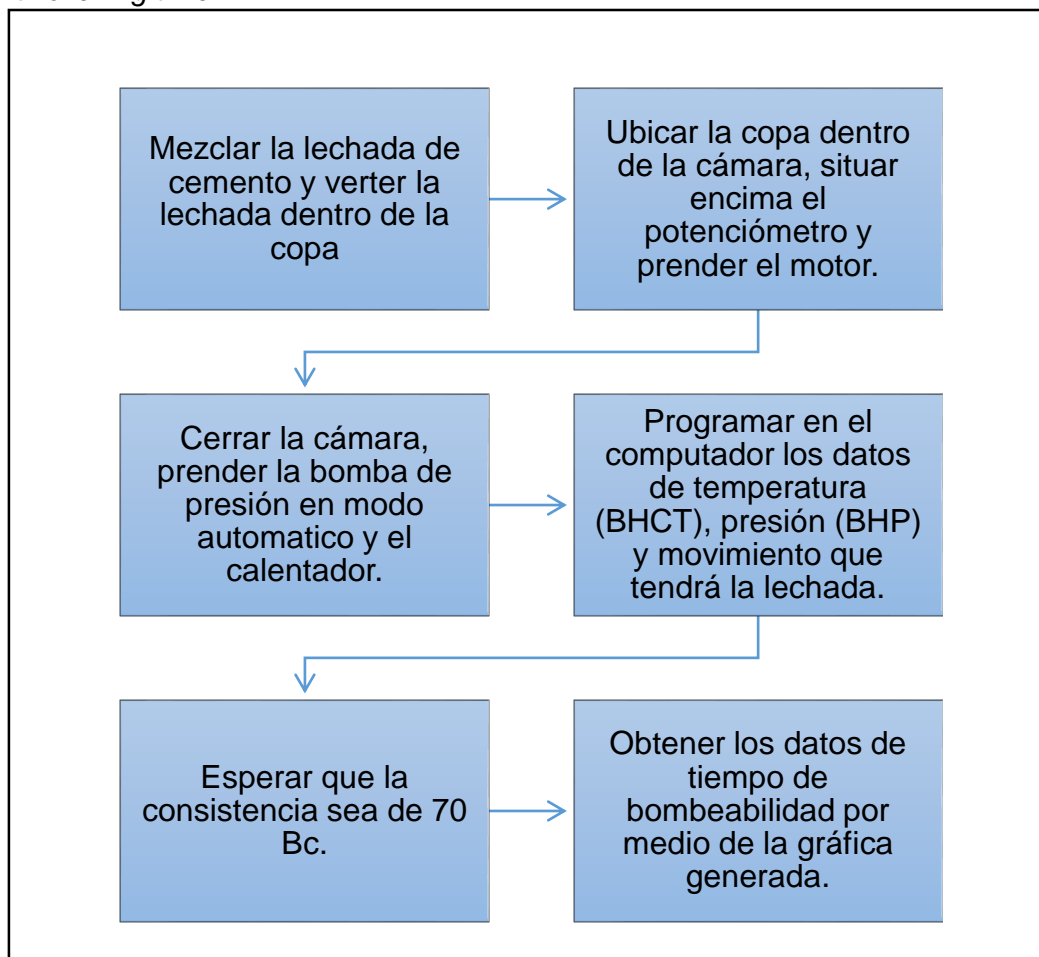 Mezclar la lechada de
cemento y verter la
lechada dentro de la
copa
Ubicar la copa dentro
de la cámara, situar
encima el
potenciómetro y
prender el motor.
Cerrar la cámara,
prender la bomba de
presión en modo
automatico y el
calentador.
Programar en el
computador los datos
de temperatura
(BHCT), presión (BHP)
y movimiento que
tendrá la lechada.
Esperar que la
consistencia sea de 70
Bc.
Obtener los datos de
tiempo de
bombeabilidad por
medio de la gráfica
generada.